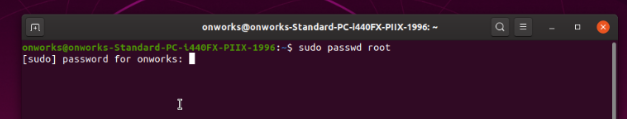 onworks@onworks-Standard-PC-i440FX-PIIX-1996: ~
onworks@onworks-Standard-PC-i440FX-PIIX-1996:~$ sudo passwd root
[sudo] password for onworks: